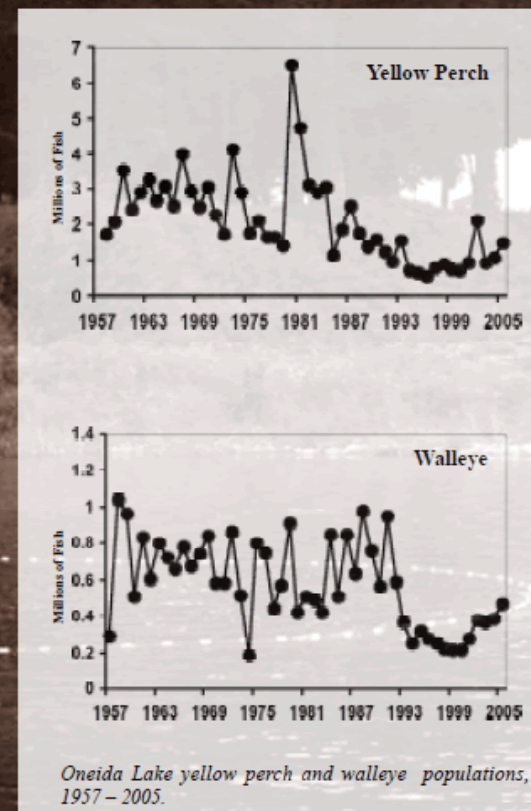 7
Yellow Perch
6
5
4
3
2
1
0
Millions of Fish
1957 1963 1969 1975 1981 1987 1993 1999 2005
1.4
Walleye
1.2
1
0.8
0.6
0.4
0.2
0
Millions of Fish
1957 1963 1969 1975 1981 1987 1993 1999 2005
Oneida Lake yellow perch and walleye populations,
1957 – 2005.